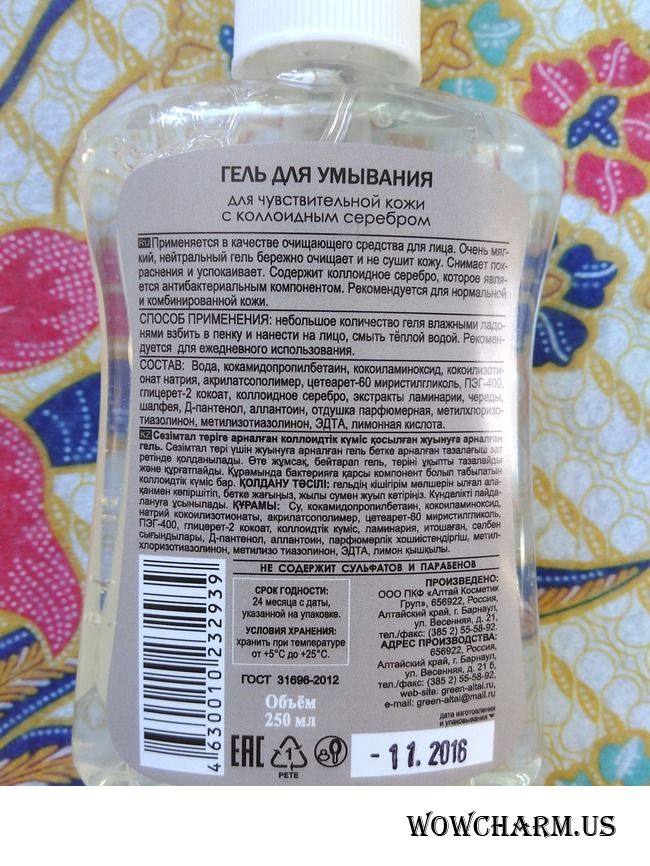 ГЕЛЬ ДЛЯ УМЫВАНИЯ
для чувствительной кожи
с коллоидным серебром
RU Применяется в качестве очищающего средства для лица. Очень мяг-
кий, нейтральный гель бережно очищает и не сушит кожу. Снимает пок-
раснения и успокаивает. Содержит коллоидное серебро, которое явля-
ется антибактериальным компонентом. Рекомендуется для нормальной
и комбинированной кожи.
СПОСОБ ПРИМЕНЕНИЯ: небольшое количество геля влажными ладо-
нями взбить в пенку и нанести на лицо, смыть тёплой водой. Рекомен-
дуется для ежедневного использования.
СОСТАВ: Вода, кокамидопропилбетаин, кокоиламиноксид, кокоилизоти-
онат натрия, акрилатсополимер, цетеарет-60 миристилгликоль, ПЭГ-400,
глицерет-2 кокоат, коллоидное серебро, экстракты ламинарии, череды,
шалфея, Д-пантенол, аллантоин, отдушка парфюмерная, метилхлоризо-
тиазолинон, метилизотиазолинон, ЭДТА, лимонная кислота.
KZ Сезімтал теріге арналған коллоидтік күміс қосылған жуынуға арналған
гель. Сезімтал тері үшін жуынуға арналған гель бетке арналған тазалағыш зат
ретінде қолданылады. Өте жұмсақ, бейтарап гель, теріні ұқыпты тазалайды
және құрғатпайды. Құрамында бактерияға қарсы компонент болып табылатын
коллоидтік күміс бар. ҚОЛДАНУ ТӘСІЛІ: гельдің кішігірім мөлшерін ылғал ала-
қанмен көпіршітіп, бетке жағыңыз, жылы сумен жуып кетіріңіз. Күнделікті пайда-
лануға ұсынылады. ҚҰРАМЫ: Су, кокамидопропилбетаин, кокоиламиноксид,
натрий кокоилизотионаты, акрилатсополимер, цетеарет-60 миристилгликоль,
ПЭГ-400, глицерет-2 кокоат, коллоидтік күміс, ламинария, итошаған, сәлбен
сығындылары, Д-пантенол, аллантоин, парфюмерлік хошиістендіргіш, метил-
хлоризотиазолинон, метилизо тиазолинон, ЭДТА, лимон қышқылы.
НЕ СОДЕРЖИТ СУЛЬФАТОВ И ПАРАБЕНОВ
СРОК ГОДНОСТИ:
24 месяца с даты,
указанной на упаковке.
УСЛОВИЯ ХРАНЕНИЯ:
хранить при температуре
от +5°С до +25°С.
ГОСТ 31696-2012
Объём
250 мл
ПРОИЗВЕДЕНО:
ООО ПКФ «Алтай Косметик
Груп», 656922, Россия,
Алтайский край, г. Барнаул,
ул. Весенняя, д. 21,
тел./факс: (385 2) 55-58-92.
АДРЕС ПРОИЗВОДСТВА:
656922, Россия,
Алтайский край, г. Барнаул,
ул. Весенняя, д. 21 б,
тел./факс: (385 2) 55-58-92,
web-site: green-altai.ru,
e-mail: green-altai@mail.ru
дата изготовления
и упаковывания
4 630010 232939
EAC
1
PETE
- 11. 2016
WOWCHARM.US